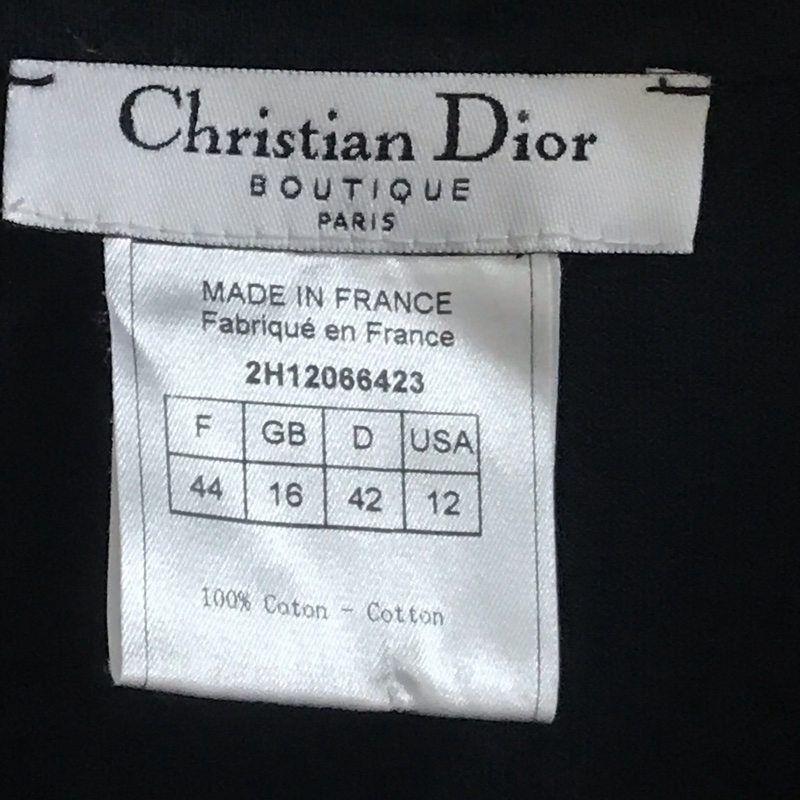 Christian Dior
BOUTIQUE
PARIS
MADE IN FRANCE
Fabriqué en France
2H12066423
F GB D USA
44 16 42 12
100% Coton - Cotton